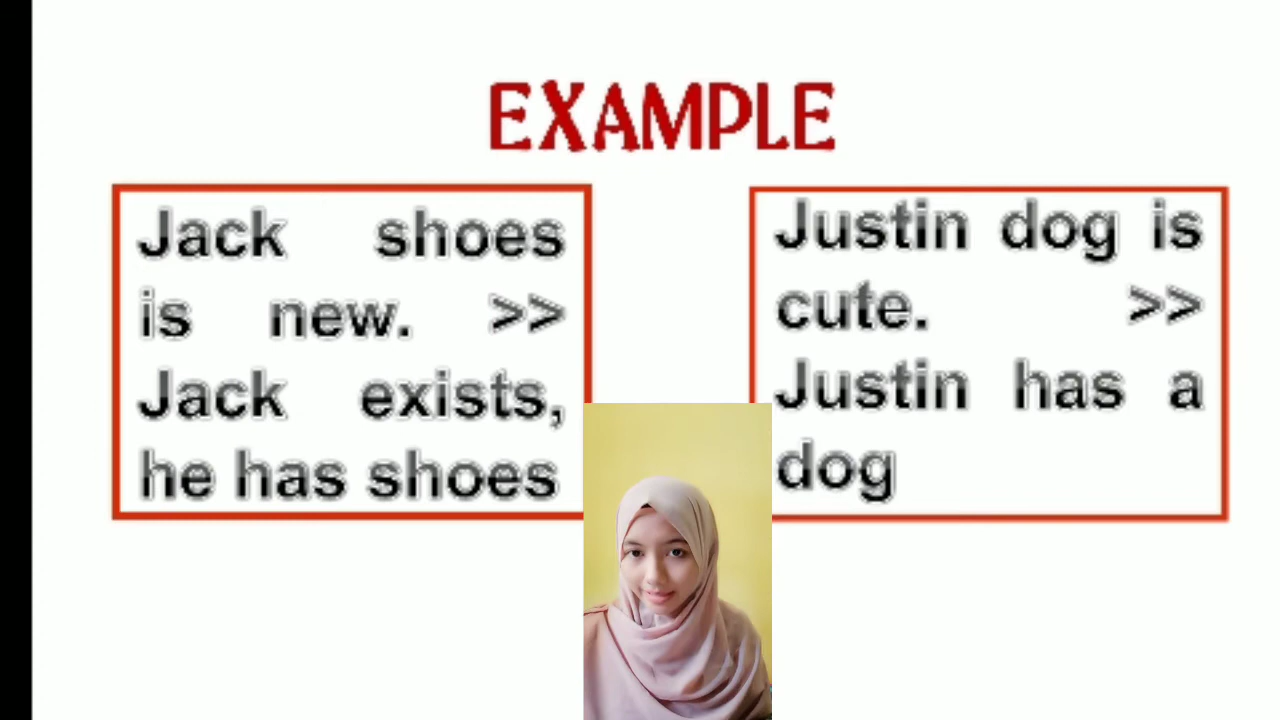 EXAMPLE
Jack shoes
is new. >>
Jack exists,
he has shoes
Justin dog is
cute. >>
Justin has a
dog